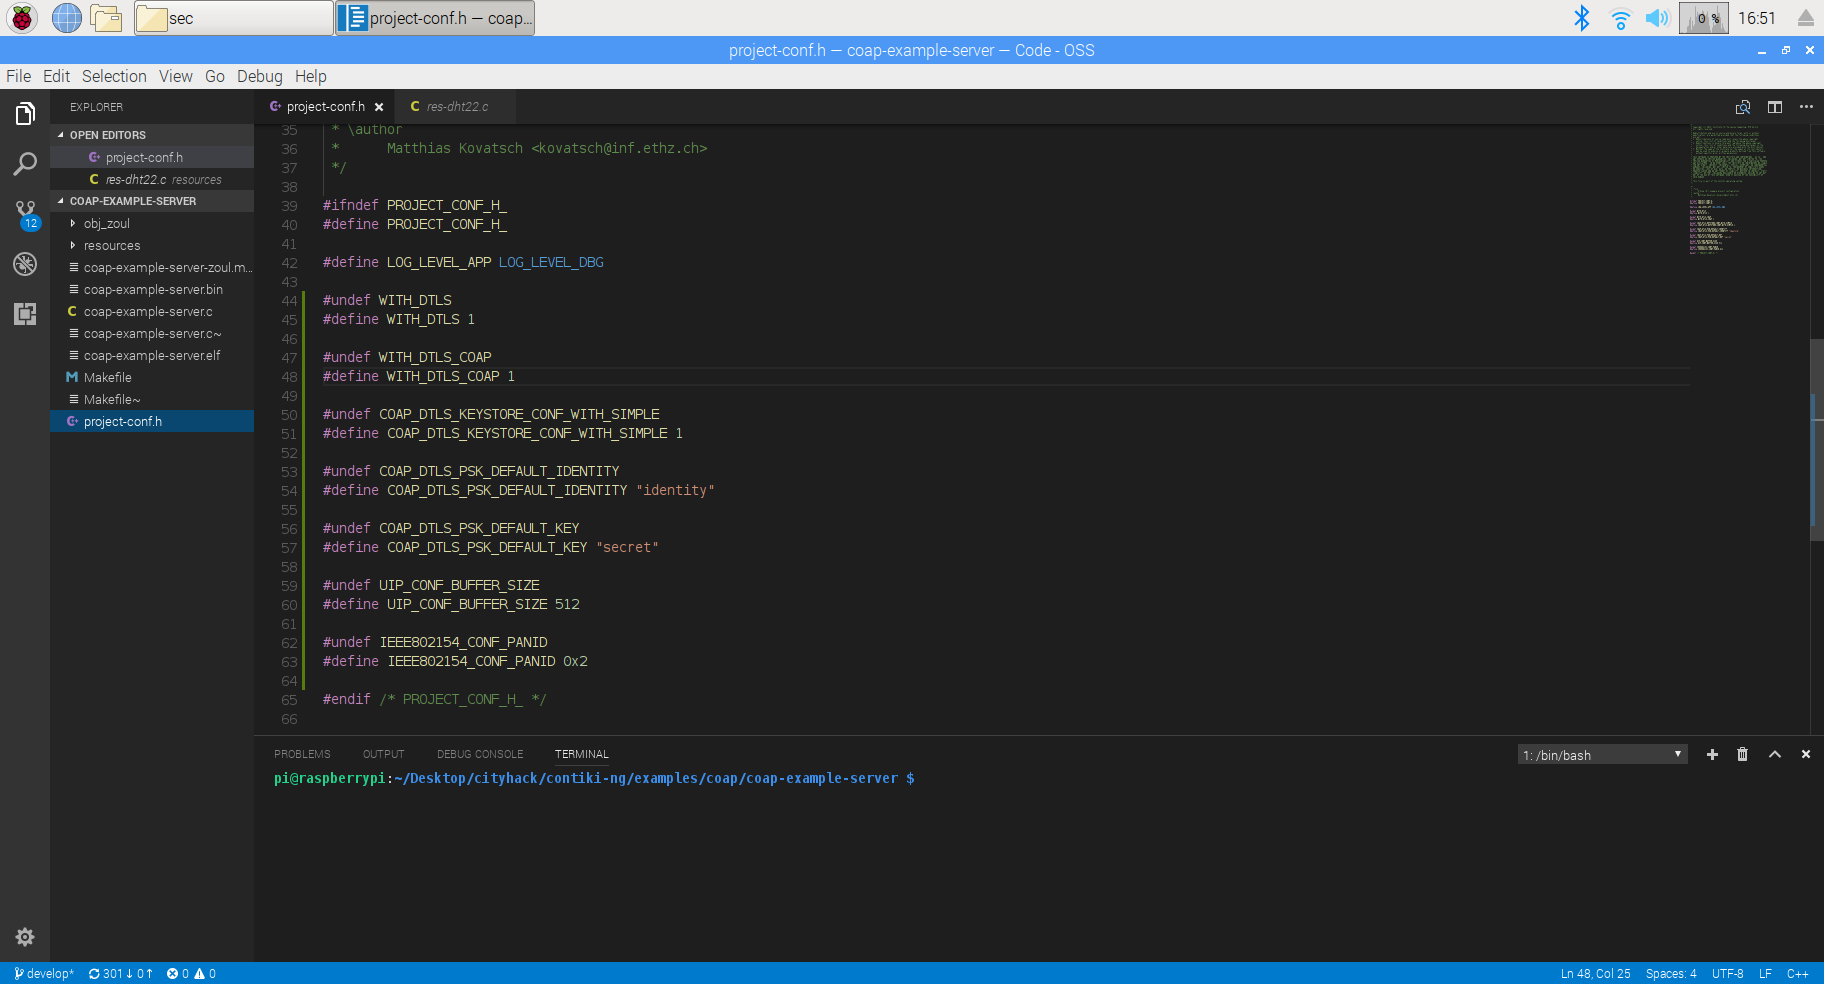 sec
project-conf.h — coap...
0 %
16:51
project-conf.h — coap-example-server — Code - OSS
File Edit Selection View Go Debug Help
EXPLORER
OPEN EDITORS
project-conf.h
res-dht22.c resources
COAP-EXAMPLE-SERVER
obj_zoul
resources
coap-example-server-zoul.m...
coap-example-server.bin
coap-example-server.c
coap-example-server.c~
coap-example-server.elf
Makefile
Makefile~
project-conf.h
12
project-conf.h
res-dht22.c
35 * \author
36 *      Matthias Kovatsch <kovatsch@inf.ethz.ch>
37 */
38
39 #ifndef PROJECT_CONF_H_
40 #define PROJECT_CONF_H_
41
42 #define LOG_LEVEL_APP LOG_LEVEL_DBG
43
44 #undef WITH_DTLS
45 #define WITH_DTLS 1
46
47 #undef WITH_DTLS_COAP
48 #define WITH_DTLS_COAP 1
49
50 #undef COAP_DTLS_KEYSTORE_CONF_WITH_SIMPLE
51 #define COAP_DTLS_KEYSTORE_CONF_WITH_SIMPLE 1
52
53 #undef COAP_DTLS_PSK_DEFAULT_IDENTITY
54 #define COAP_DTLS_PSK_DEFAULT_IDENTITY "identity"
55
56 #undef COAP_DTLS_PSK_DEFAULT_KEY
57 #define COAP_DTLS_PSK_DEFAULT_KEY "secret"
58
59 #undef UIP_CONF_BUFFER_SIZE
60 #define UIP_CONF_BUFFER_SIZE 512
61
62 #undef IEEE802154_CONF_PANID
63 #define IEEE802154_CONF_PANID 0x2
64
65 #endif /* PROJECT_CONF_H_ */
66
PROBLEMS OUTPUT DEBUG CONSOLE TERMINAL
1: /bin/bash
pi@raspberrypi:~/Desktop/cityhack/contiki-ng/examples/coap/coap-example-server $
develop* 301↓ 0↑ 0 0
Ln 48, Col 25 Spaces: 4 UTF-8 LF C++